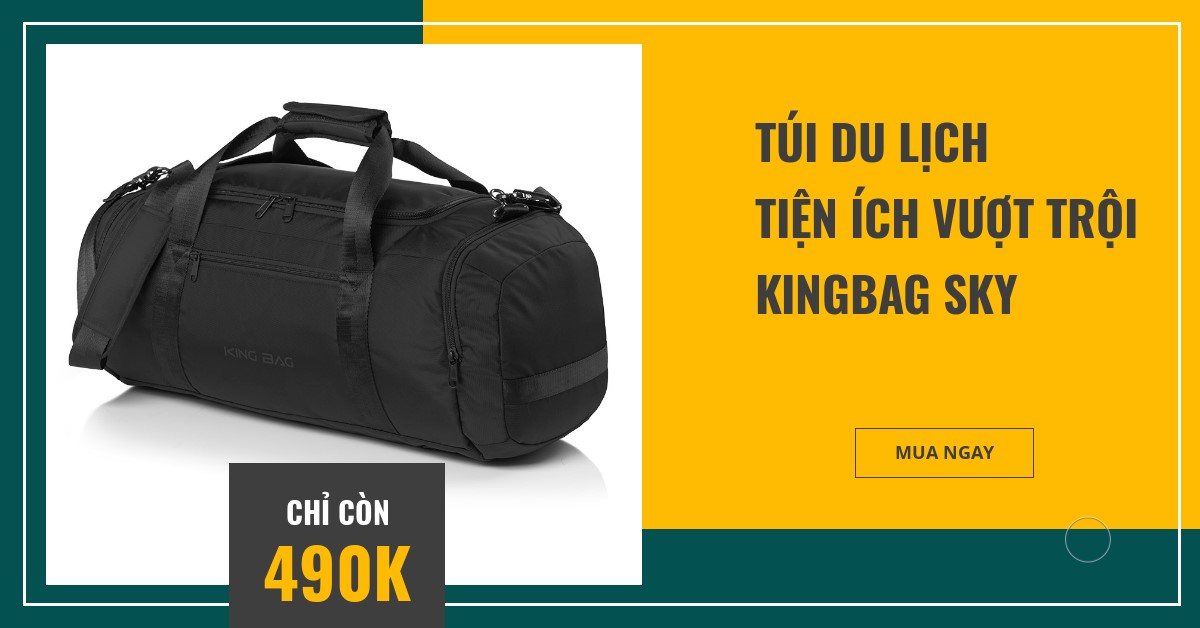 TÚI DU LỊCH
TIỆN ÍCH VƯỢT TRỘI
KINGBAG SKY
KING BAG
MUA NGAY
CHỈ CÒN
490K